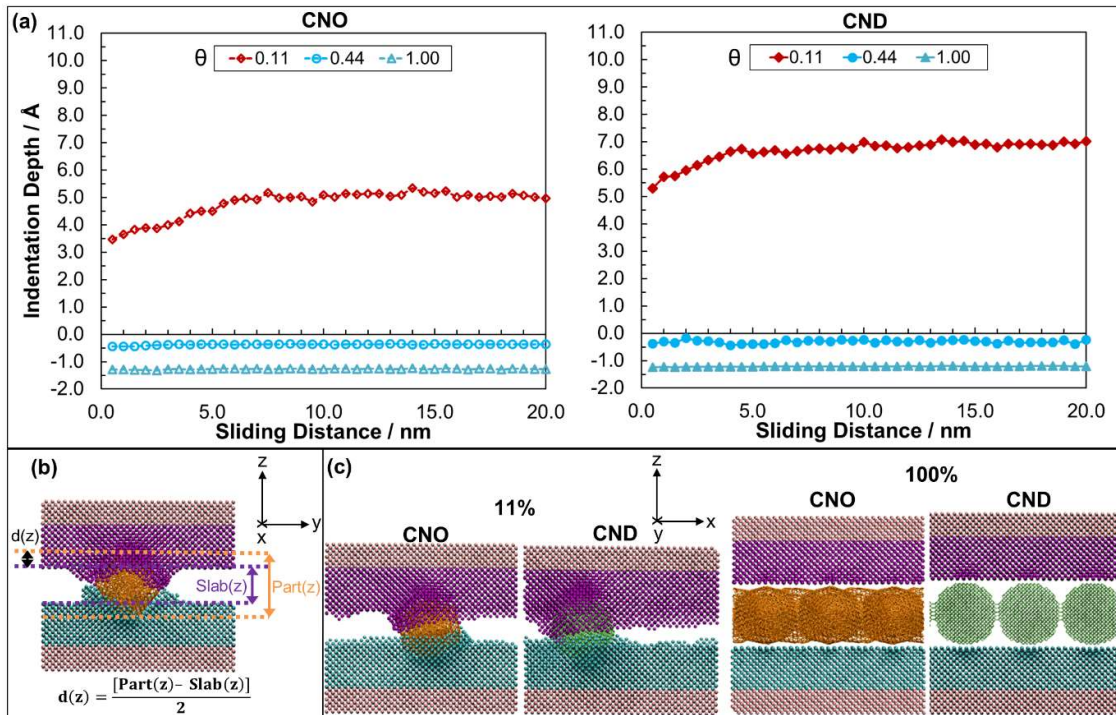 (a)
CNO
CND
11.0
10.0
9.0
8.0
7.0
6.0
5.0
4.0
3.0
2.0
1.0
0.0
-1.0
-2.0
Indentation Depth / Å
θ 0.11 0.44 1.00
0.0 5.0 10.0 15.0 20.0
Sliding Distance / nm
11.0
10.0
9.0
8.0
7.0
6.0
5.0
4.0
3.0
2.0
1.0
0.0
-1.0
-2.0
θ 0.11 0.44 1.00
0.0 5.0 10.0 15.0 20.0
Sliding Distance / nm
(b)
z
y
x
d(z)
Slab(z)
Part(z)
d(z) = [Part(z)– Slab(z)]
2
(c)
z
x
y
11%
CNO
CND
100%
CNO
CND